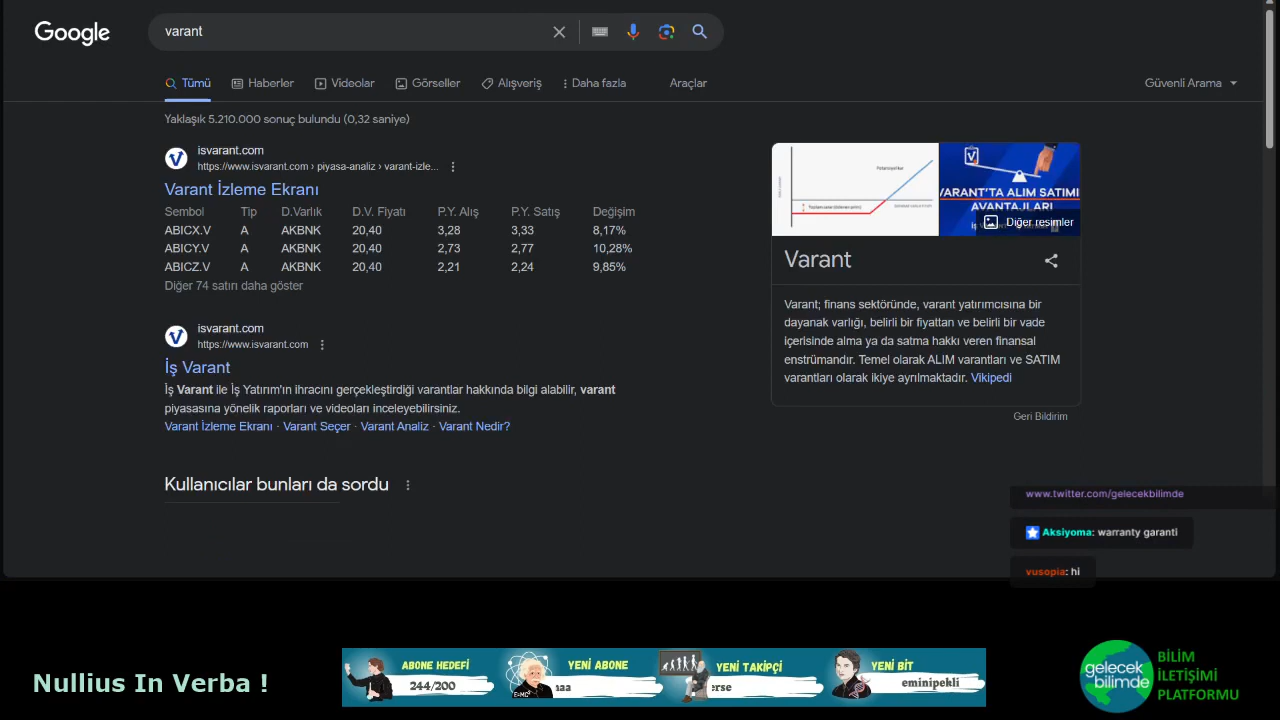 Google
varant
Tümü
Haberler
Videolar
Görseller
Alışveriş
Daha fazla
Araçlar
Güvenli Arama
Yaklaşık 5.210.000 sonuç bulundu (0,32 saniye)
isvarant.com
https://www.isvarant.com › piyasa-analiz › varant-izle...
Varant İzleme Ekranı
Sembol Tip D.Varlık D.V. Fiyatı P.Y. Alış P.Y. Satış Değişim
ABICX.V A AKBNK 20,40 3,28 3,33 8,17%
ABICY.V A AKBNK 20,40 2,73 2,77 10,28%
ABICZ.V A AKBNK 20,40 2,21 2,24 9,85%
Diğer 74 satırı daha göster
isvarant.com
https://www.isvarant.com
İş Varant
İş Varant ile İş Yatırım'ın ihracını gerçekleştirdiği varantlar hakkında bilgi alabilir, varant
piyasasına yönelik raporları ve videoları inceleyebilirsiniz.
Varant İzleme Ekranı · Varant Seçer · Varant Analiz · Varant Nedir?
Kullanıcılar bunları da sordu
VARANT'TA ALIM SATIMI
AVANTAJLARI
Diğer resimler
Varant
Varant; finans sektöründe, varant yatırımcısına bir
dayanak varlığı, belirli bir fiyattan ve belirli bir vade
içerisinde alma ya da satma hakkı veren finansal
enstrümandır. Temel olarak ALIM varantları ve SATIM
varantları olarak ikiye ayrılmaktadır. Vikipedi
Geri Bildirim
www.twitter.com/gelecekbilimde
Aksiyoma: warranty garanti
vusopia: hi
Nullius In Verba !
ABONE HEDEFİ
244/200
E=MC²
YENİ ABONE
naa
YENİ TAKİPÇİ
erse
YENİ BİT
eminipekli
gelecek
bilimde
BİLİM
İLETİŞİMİ
PLATFORMU